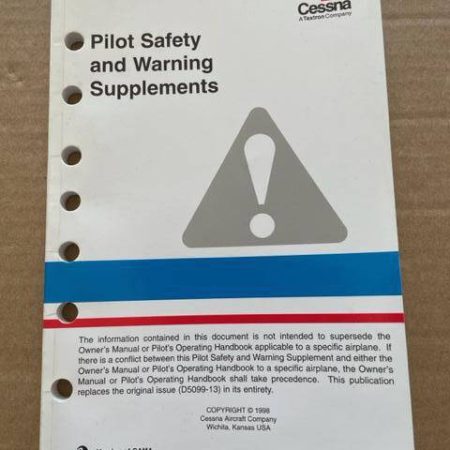 Cessna
A Textron Company
Pilot Safety
and Warning
Supplements
The information contained in this document is not intended to supersede the
Owner's Manual or Pilot's Operating Handbook applicable to a specific airplane. If
there is a conflict between this Pilot Safety and Warning Supplement and either the
Owner's Manual or Pilot's Operating Handbook to a specific airplane, the Owner's
Manual or Pilot's Operating Handbook shall take precedence. This publication
replaces the original issue (D5099-13) in its entirety.
COPYRIGHT © 1998
Cessna Aircraft Company
Wichita, Kansas USA